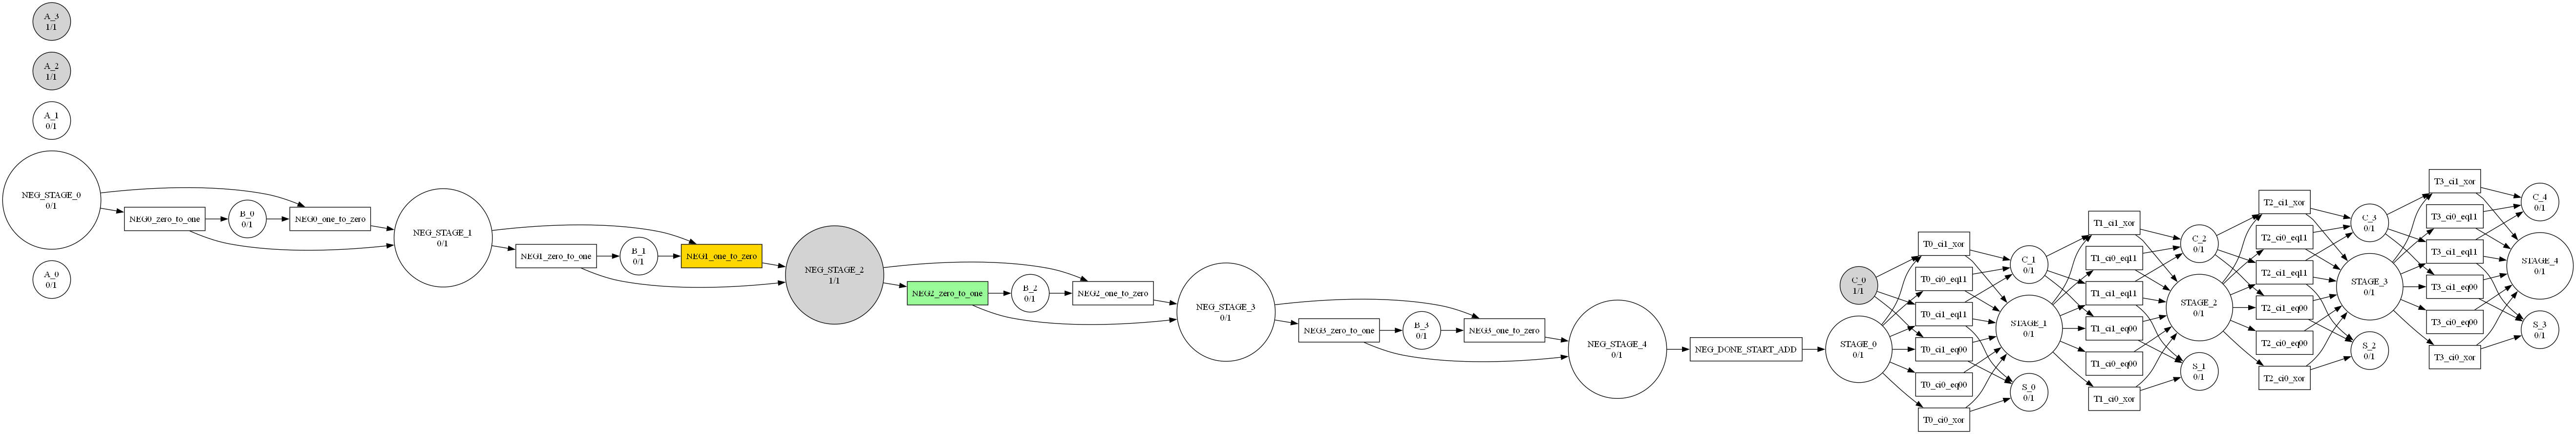 A_3
1/1
A_2
1/1
A_1
0/1
NEG_STAGE_0
0/1
A_0
0/1
NEG0_zero_to_one
B_0
0/1
NEG0_one_to_zero
NEG_STAGE_1
0/1
NEG1_zero_to_one
B_1
0/1
NEG1_one_to_zero
NEG_STAGE_2
1/1
NEG2_zero_to_one
B_2
0/1
NEG2_one_to_zero
NEG_STAGE_3
0/1
NEG3_zero_to_one
B_3
0/1
NEG3_one_to_zero
NEG_STAGE_4
0/1
NEG_DONE_START_ADD
C_0
1/1
STAGE_0
0/1
T0_ci1_xor
T0_ci0_eq11
T0_ci1_eq11
T0_ci1_eq00
T0_ci0_eq00
T0_ci0_xor
C_1
0/1
STAGE_1
0/1
S_0
0/1
T1_ci1_xor
T1_ci0_eq11
T1_ci1_eq11
T1_ci1_eq00
T1_ci0_eq00
T1_ci0_xor
C_2
0/1
STAGE_2
0/1
S_1
0/1
T2_ci1_xor
T2_ci0_eq11
T2_ci1_eq11
T2_ci1_eq00
T2_ci0_eq00
T2_ci0_xor
C_3
0/1
STAGE_3
0/1
S_2
0/1
T3_ci1_xor
T3_ci0_eq11
T3_ci1_eq11
T3_ci1_eq00
T3_ci0_eq00
T3_ci0_xor
C_4
0/1
STAGE_4
0/1
S_3
0/1